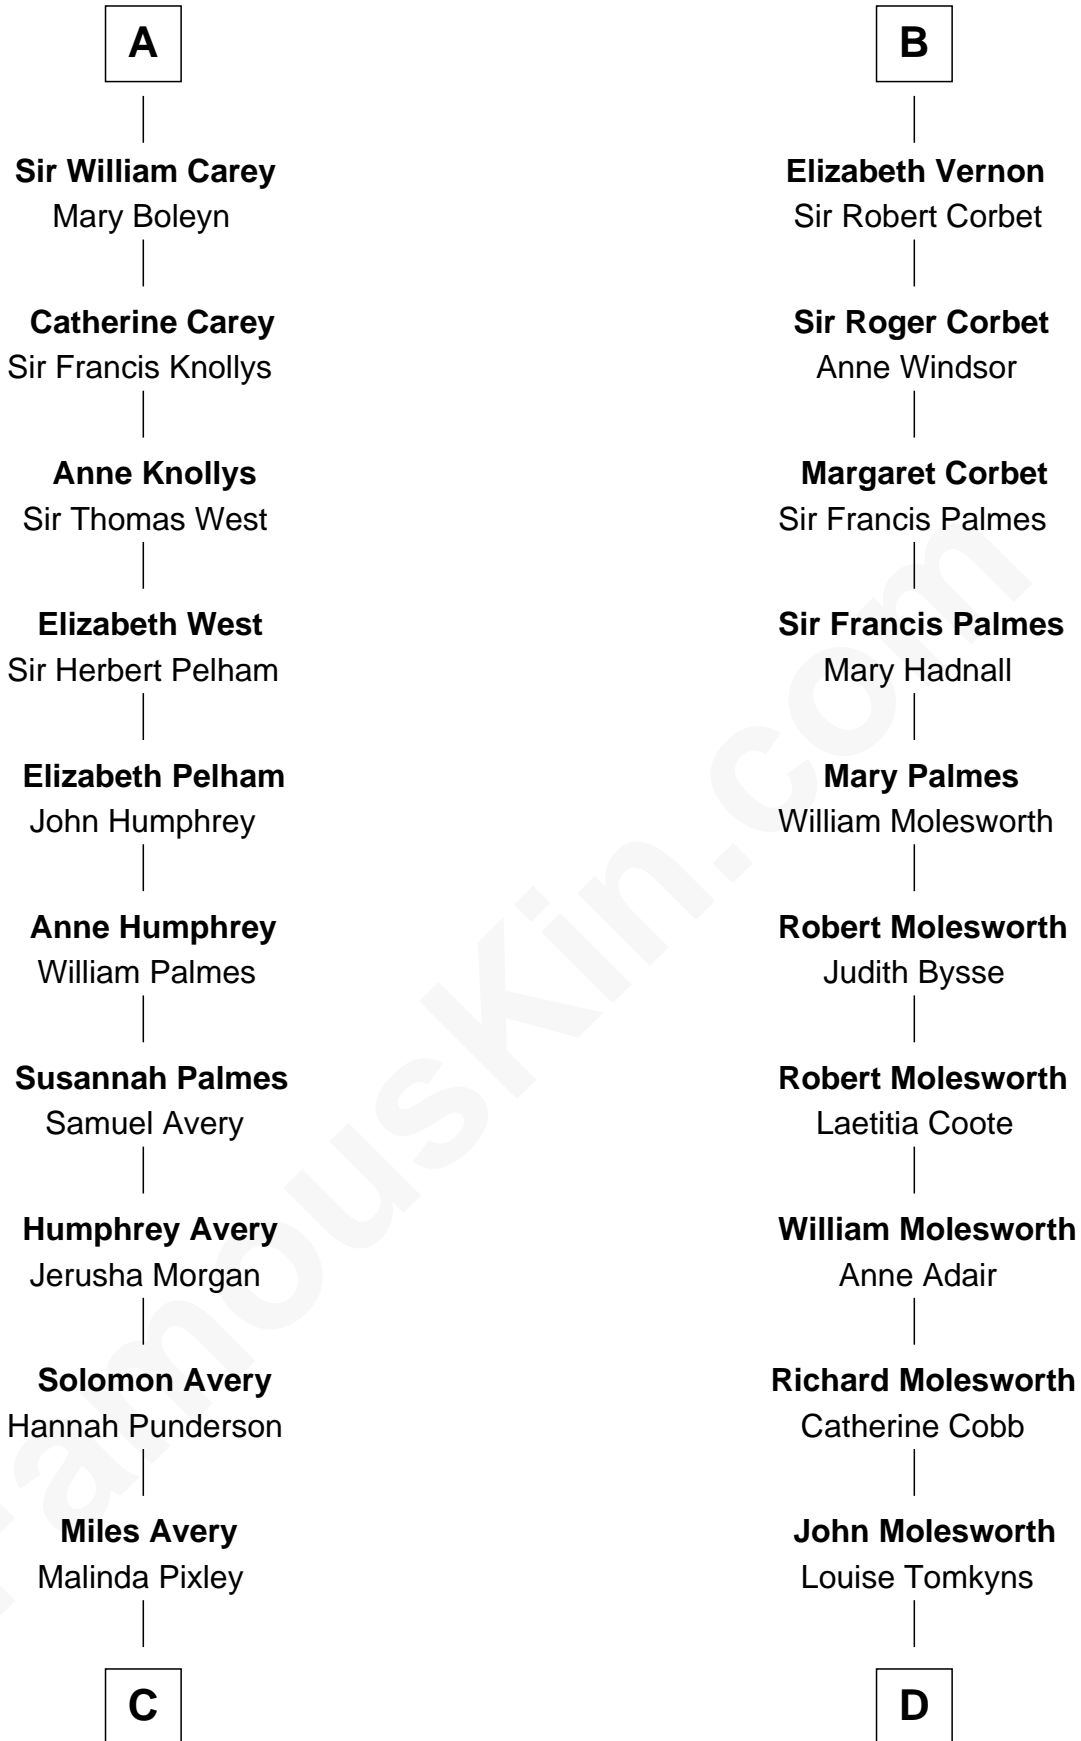 A
Sir William Carey
Mary Boleyn
Catherine Carey
Sir Francis Knollys
Anne Knollys
Sir Thomas West
Elizabeth West
Sir Herbert Pelham
Elizabeth Pelham
John Humphrey
Anne Humphrey
William Palmes
Susannah Palmes
Samuel Avery
Humphrey Avery
Jerusha Morgan
Solomon Avery
Hannah Punderson
Miles Avery
Malinda Pixley
C
B
Elizabeth Vernon
Sir Robert Corbet
Sir Roger Corbet
Anne Windsor
Margaret Corbet
Sir Francis Palmes
Sir Francis Palmes
Mary Hadnall
Mary Palmes
William Molesworth
Robert Molesworth
Judith Bysse
Robert Molesworth
Laetitia Coote
William Molesworth
Anne Adair
Richard Molesworth
Catherine Cobb
John Molesworth
Louise Tomkyns
D
FamousKin.com